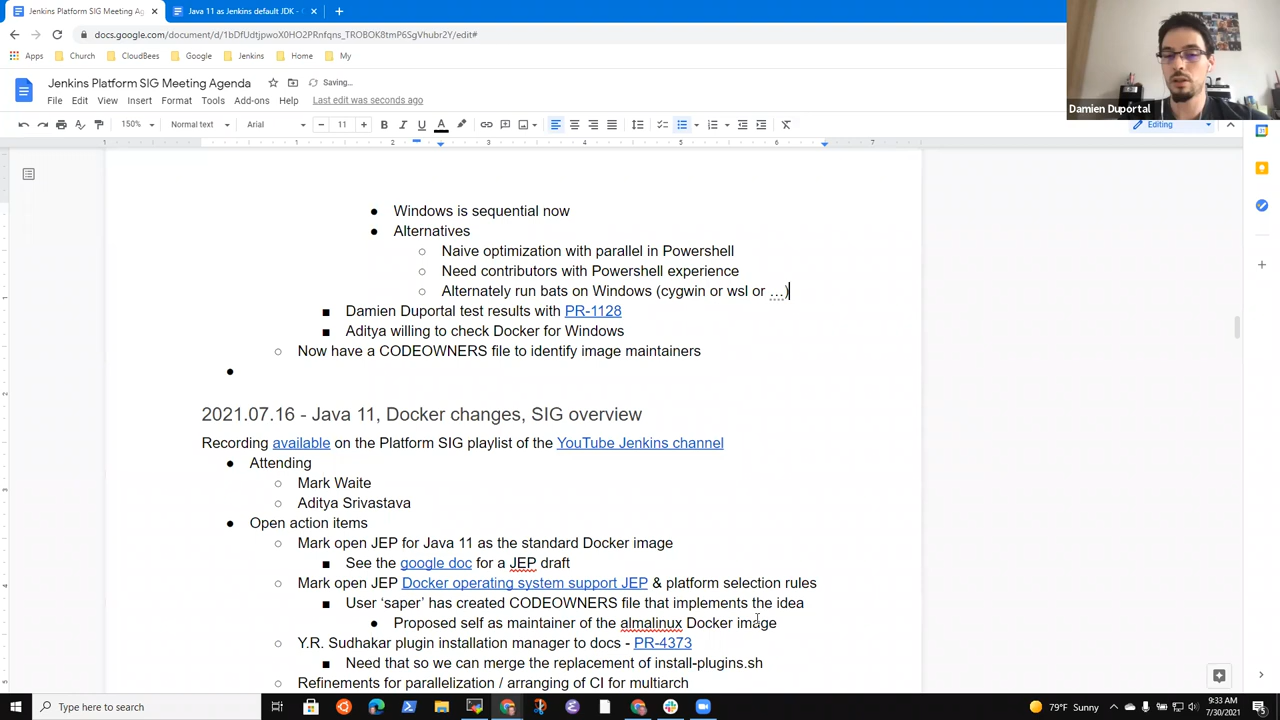 Jenkins Platform SIG Meeting Ag
Java 11 as Jenkins default JDK - 
docs.google.com/document/d/1bDfUdtjpwoX0HO2PRnfqns_TROBOK8tmP6SgVhubr2Y/edit#
Apps Church CloudBees Google Jenkins Home My
Damien Duportal
Jenkins Platform SIG Meeting Agenda Saving...
File Edit View Insert Format Tools Add-ons Help Last edit was seconds ago
150% Normal text Arial 11 Editing
1 1 2 3 4 5 6 7
Windows is sequential now
Alternatives
Naive optimization with parallel in Powershell
Need contributors with Powershell experience
Alternately run bats on Windows (cygwin or wsl or …)
Damien Duportal test results with PR-1128
Aditya willing to check Docker for Windows
Now have a CODEOWNERS file to identify image maintainers
2021.07.16 - Java 11, Docker changes, SIG overview
Recording available on the Platform SIG playlist of the YouTube Jenkins channel
Attending
Mark Waite
Aditya Srivastava
Open action items
Mark open JEP for Java 11 as the standard Docker image
See the google doc for a JEP draft
Mark open JEP Docker operating system support JEP & platform selection rules
User ‘saper’ has created CODEOWNERS file that implements the idea
Proposed self as maintainer of the almalinux Docker image
Y.R. Sudhakar plugin installation manager to docs - PR-4373
Need that so we can merge the replacement of install-plugins.sh
Refinements for parallelization / arranging of CI for multiarch
Type here to search
79°F Sunny
9:33 AM
7/30/2021